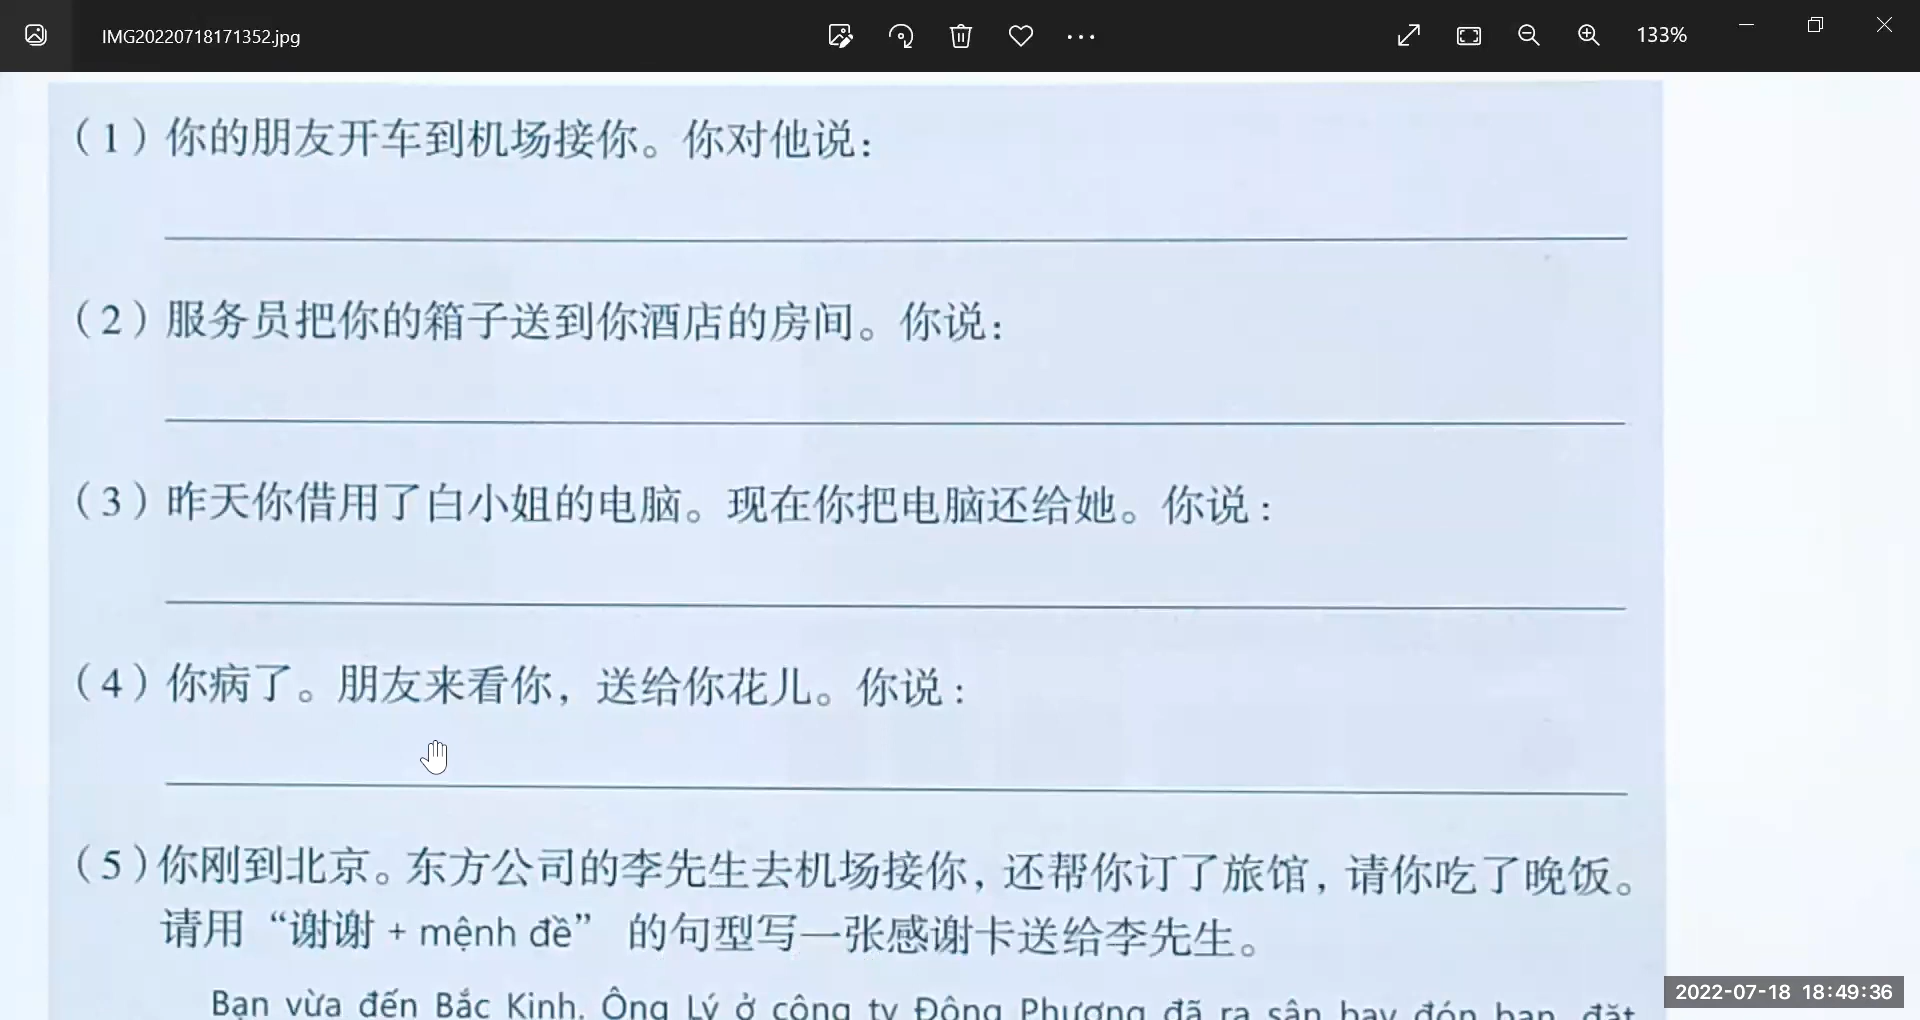 IMG20220718171352.jpg
133%
（1）你的朋友开车到机场接你。你对他说：
（2）服务员把你的箱子送到你酒店的房间。你说：
（3）昨天你借用了白小姐的电脑。现在你把电脑还给她。你说：
（4）你病了。朋友来看你，送给你花儿。你说：
（5）你刚到北京。东方公司的李先生去机场接你，还帮你订了旅馆，请你吃了晚饭。
请用“谢谢 + mệnh đề” 的句型写一张感谢卡送给李先生。
Bạn vừa đến Bắc Kinh. Ông Lý ở công ty Đông Phương đã ra sân bay đón bạn, đặt
2022-07-18 18:49:36